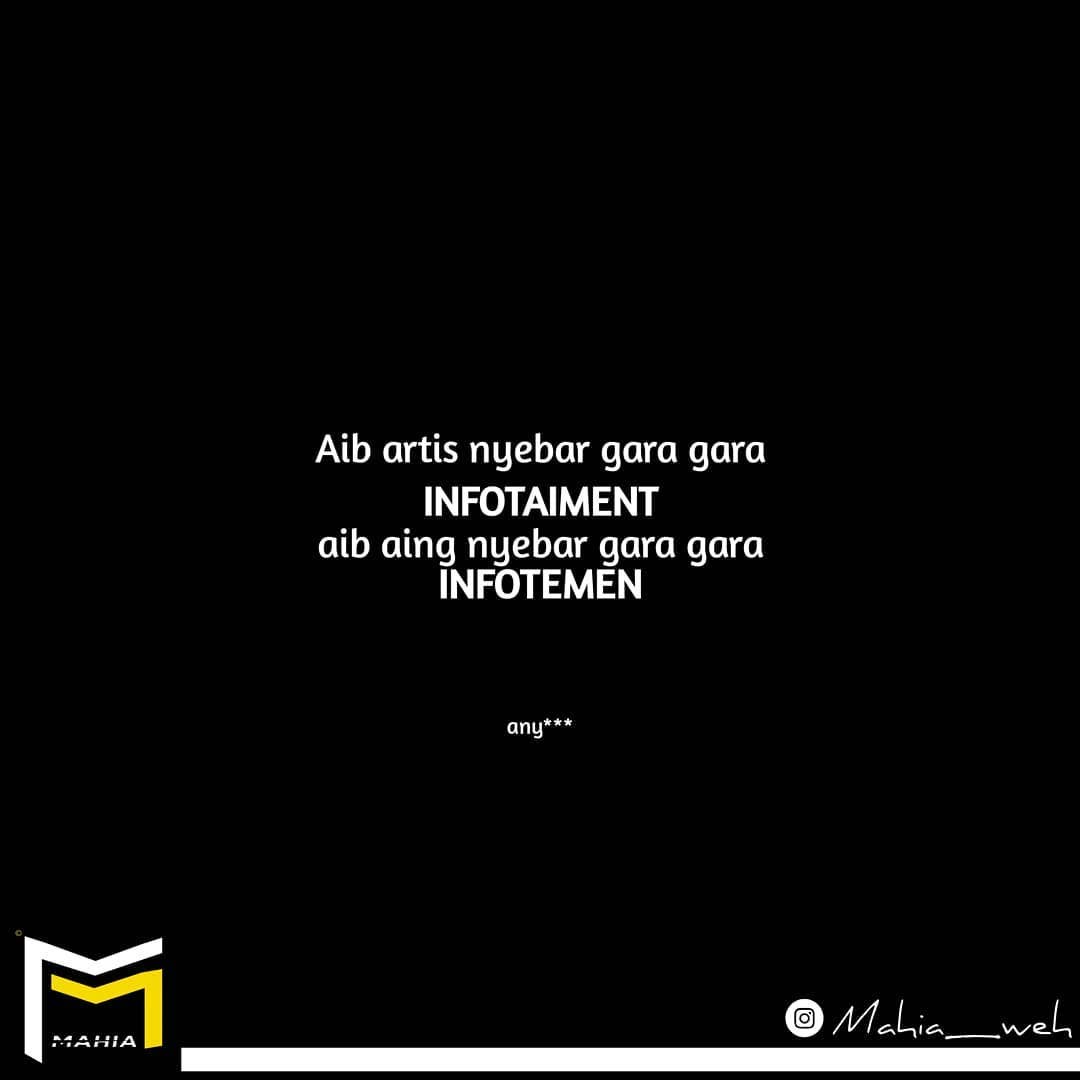 Aib artis nyebar gara gara
INFOTAIMENT
aib aing nyebar gara gara
INFOTEMEN
any***
©
MAHIA
Mahia__weh